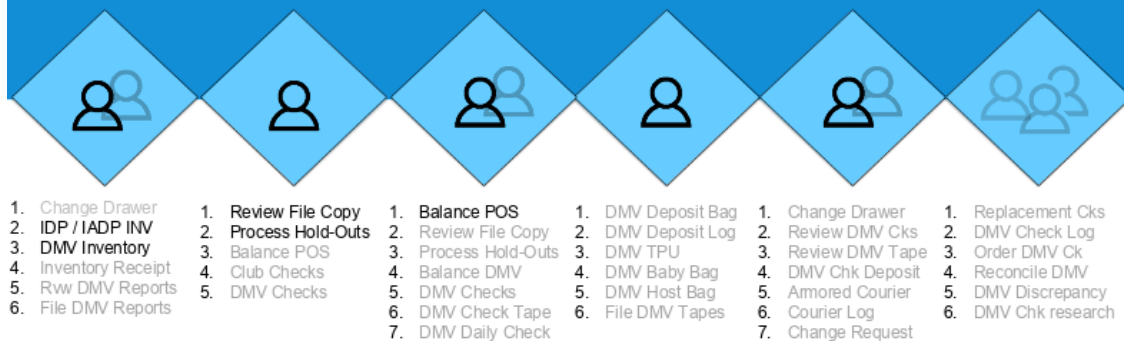 1. Change Drawer
2. IDP / IADP INV
3. DMV Inventory
4. Inventory Receipt
5. Rvw DMV Reports
6. File DMV Reports
1. Review File Copy
2. Process Hold-Outs
3. Balance POS
4. Club Checks
5. DMV Checks
1. Balance POS
2. Review File Copy
3. Process Hold-Outs
4. Balance DMV
5. DMV Checks
6. DMV Check Tape
7. DMV Daily Check
1. DMV Deposit Bag
2. DMV Deposit Log
3. DMV TPU
4. DMV Baby Bag
5. DMV Host Bag
6. File DMV Tapes
1. Change Drawer
2. Review DMV Cks
3. Review DMV Tape
4. DMV Chk Deposit
5. Armored Courier
6. Courier Log
7. Change Request
1. Replacement Cks
2. DMV Check Log
3. Order DMV Ck
4. Reconcile DMV
5. DMV Discrepancy
6. DMV Chk research